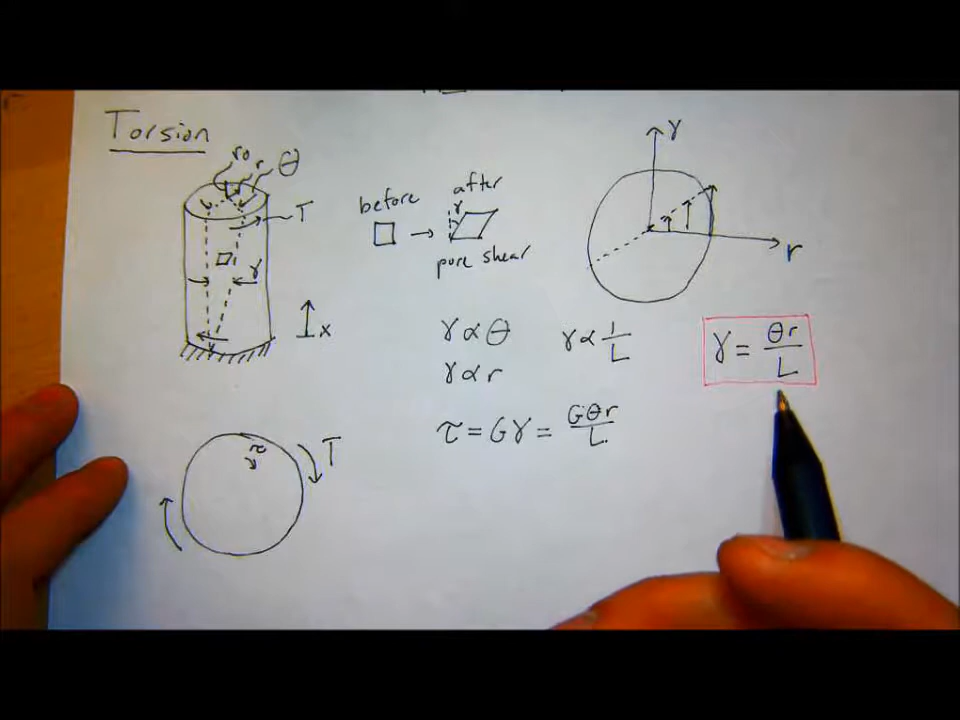 Torsion
r₀ r θ
T
γ
x
before
after
γ
pure shear
γ
r
γ ∝ θ
γ ∝ 1/L
γ ∝ r
γ = θr/L
τ = Gγ = Gθr/L
τ
T